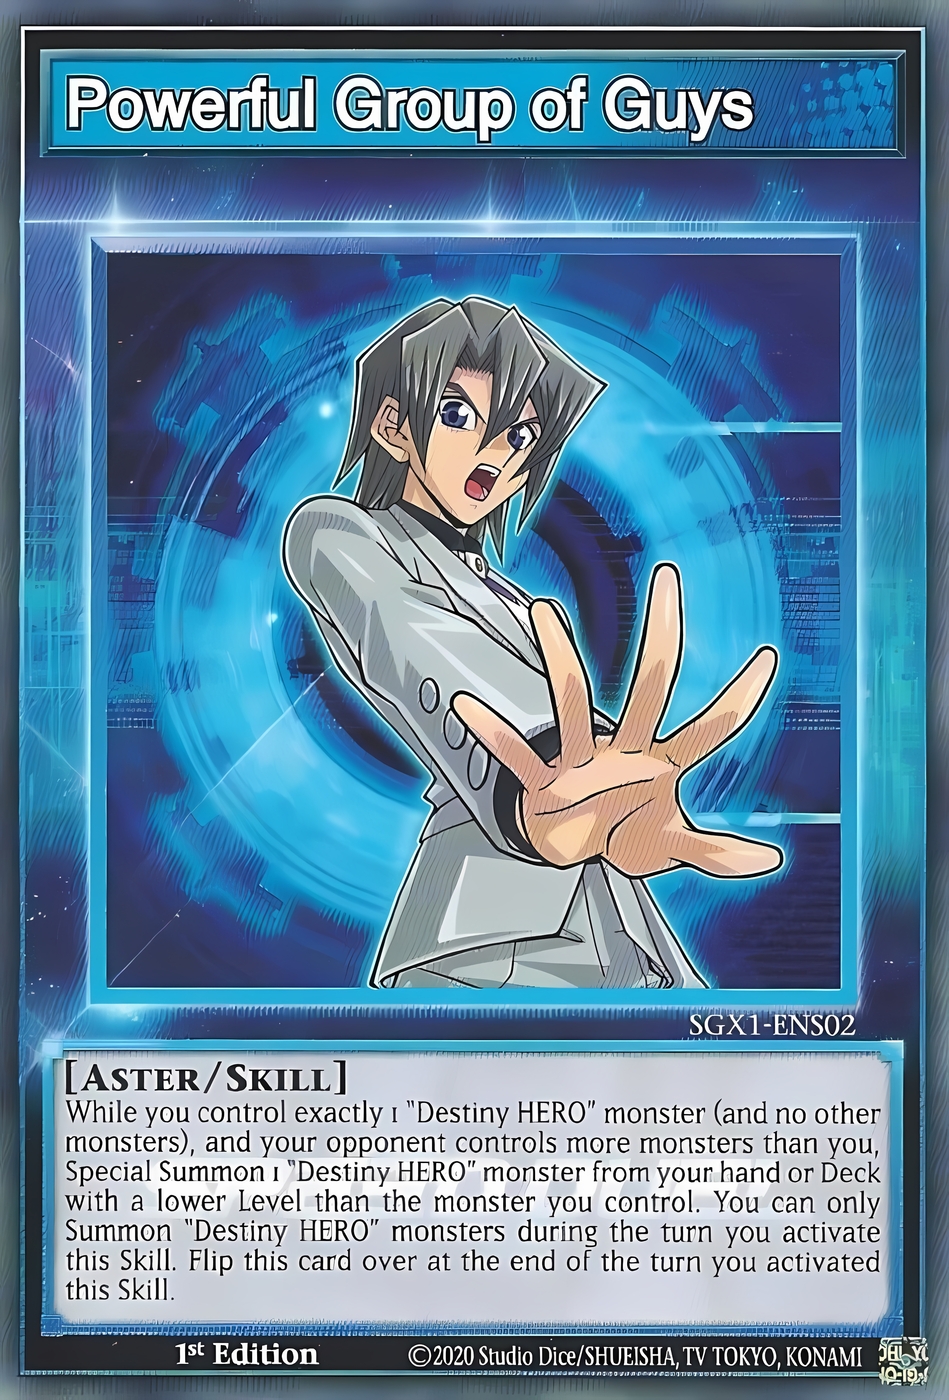 Powerful Group of Guys
SGX1-ENS02
[ASTER/SKILL]
While you control exactly 1 "Destiny HERO" monster (and no other
monsters), and your opponent controls more monsters than you,
Special Summon 1 "Destiny HERO" monster from your hand or Deck
with a lower Level than the monster you control. You can only
Summon "Destiny HERO" monsters during the turn you activate
this Skill. Flip this card over at the end of the turn you activated
this Skill.
1st Edition
©2020 Studio Dice/SHUEISHA, TV TOKYO, KONAMI